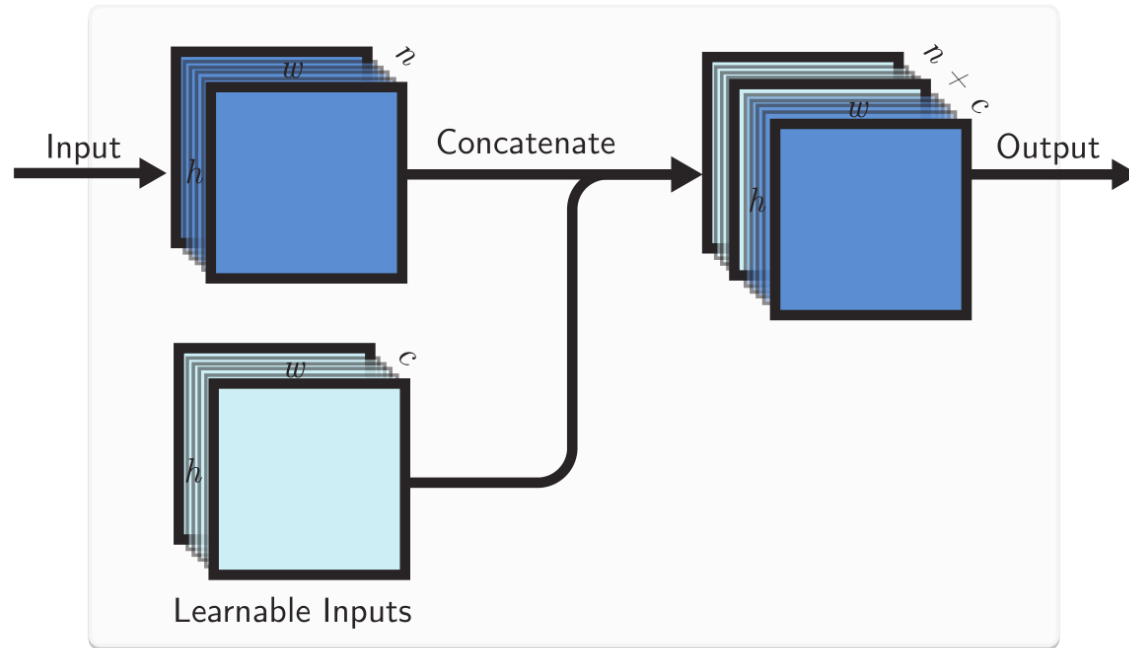 Input
w
n
h
Concatenate
w
n × c
h
Output
w
c
h
Learnable Inputs